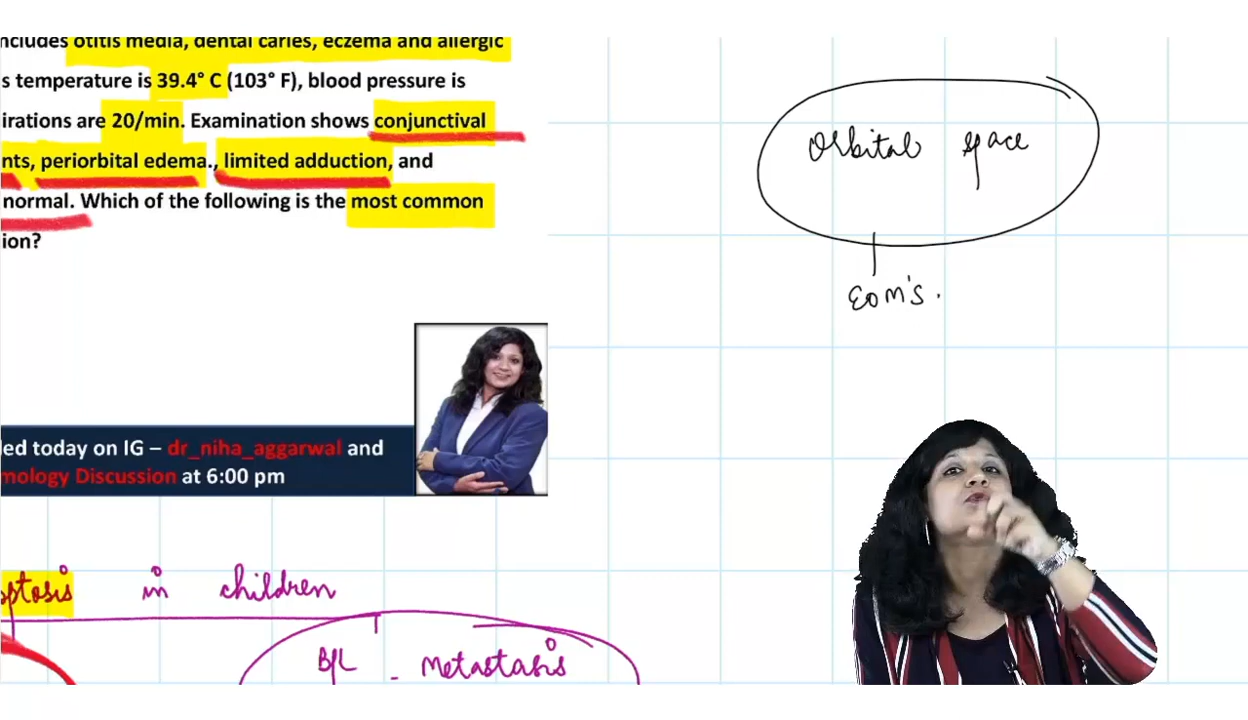 ncludes otitis media, dental caries, eczema and allergic
s temperature is 39.4° C (103° F), blood pressure is
irations are 20/min. Examination shows conjunctival
nts, periorbital edema., limited adduction, and
normal. Which of the following is the most common
ion?
Orbital space
EOM's.
led today on IG – dr_niha_aggarwal and
mology Discussion at 6:00 pm
optosis in children
B/L - Metastasis